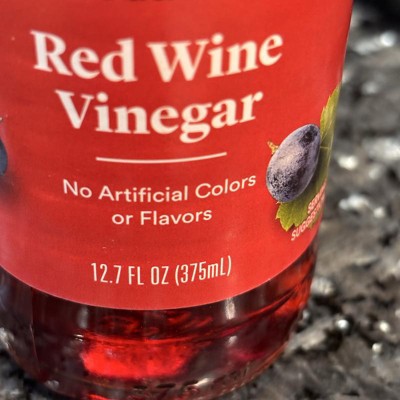 Red Wine
Vinegar
No Artificial Colors
or Flavors
12.7 FL OZ (375mL)